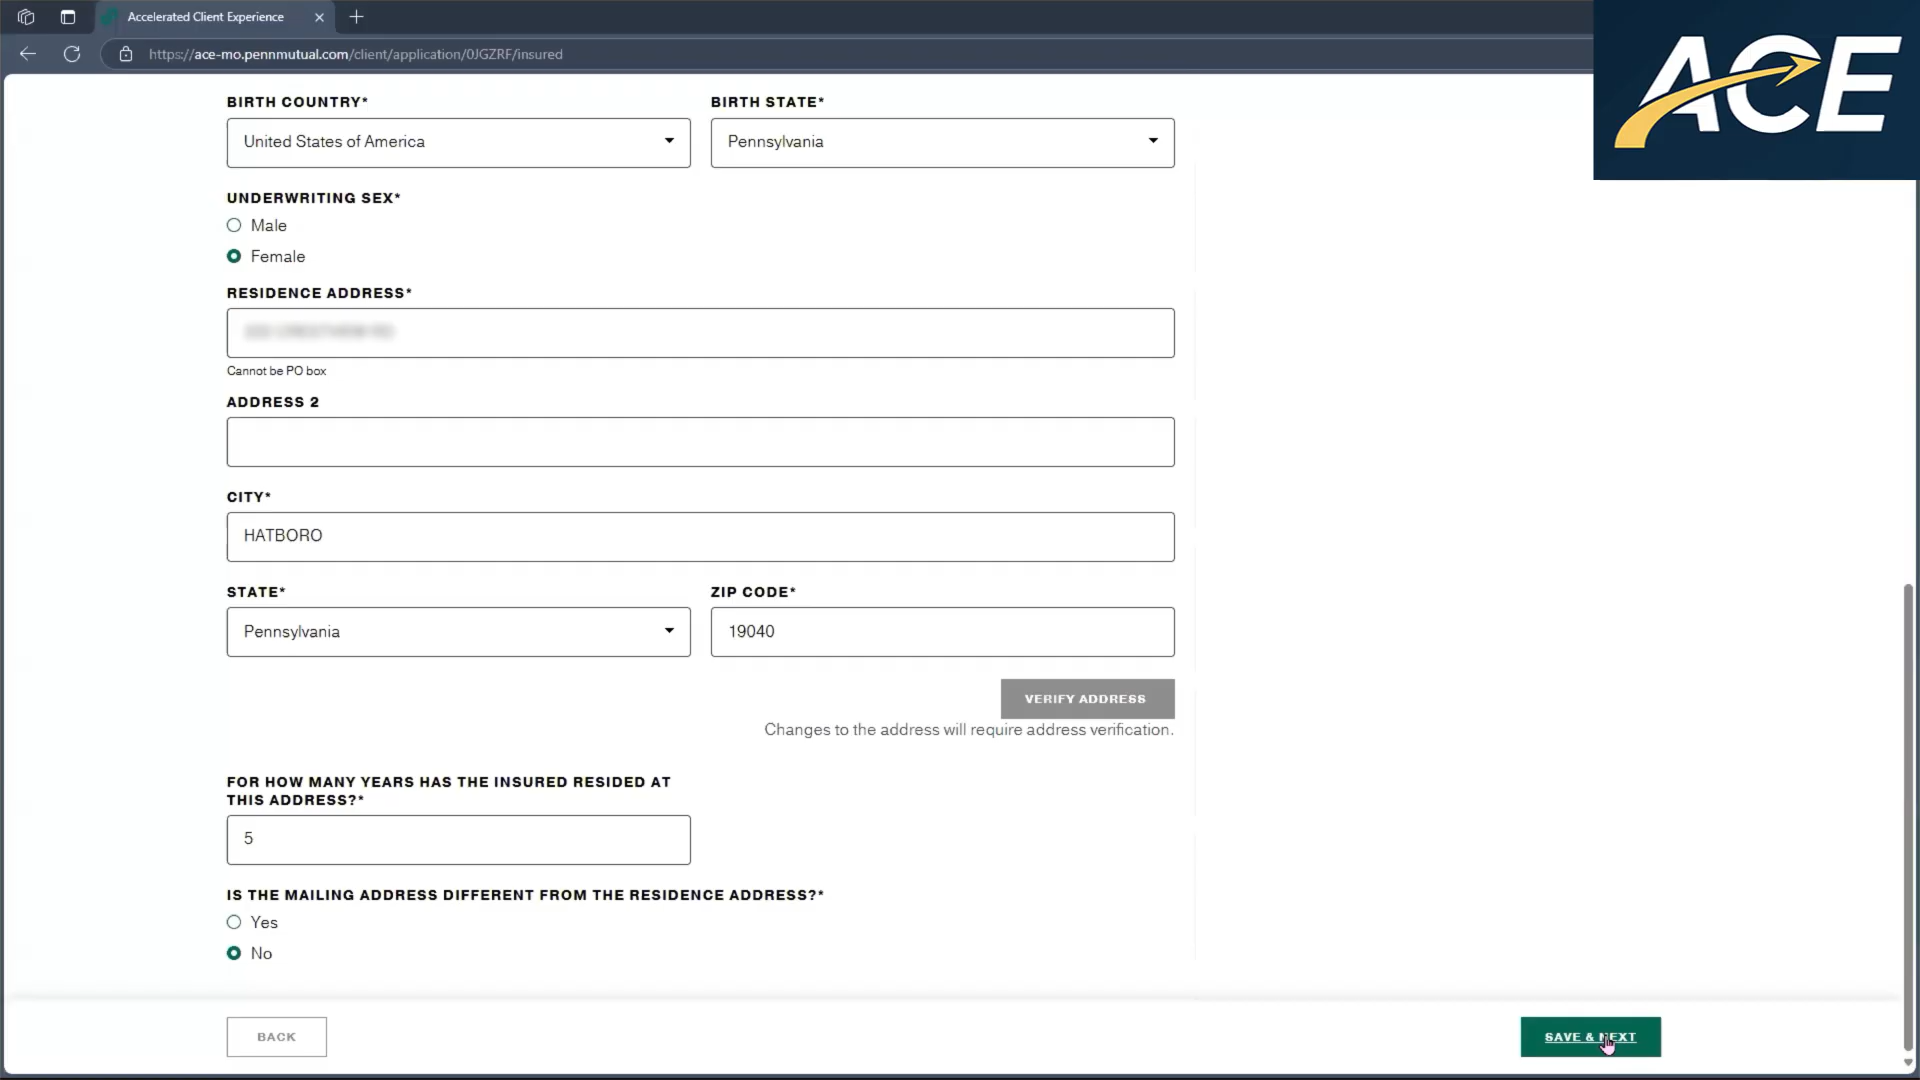 Accelerated Client Experience
https://ace-mo.pennmutual.com/client/application/0JGZRF/insured
ACE
BIRTH COUNTRY* BIRTH STATE*
United States of America Pennsylvania
UNDERWRITING SEX*
Male
Female
RESIDENCE ADDRESS*
Cannot be PO box
ADDRESS 2
CITY*
HATBORO
STATE* ZIP CODE*
Pennsylvania 19040
VERIFY ADDRESS
Changes to the address will require address verification.
FOR HOW MANY YEARS HAS THE INSURED RESIDED AT
THIS ADDRESS?*
5
IS THE MAILING ADDRESS DIFFERENT FROM THE RESIDENCE ADDRESS?*
Yes
No
BACK SAVE & NEXT